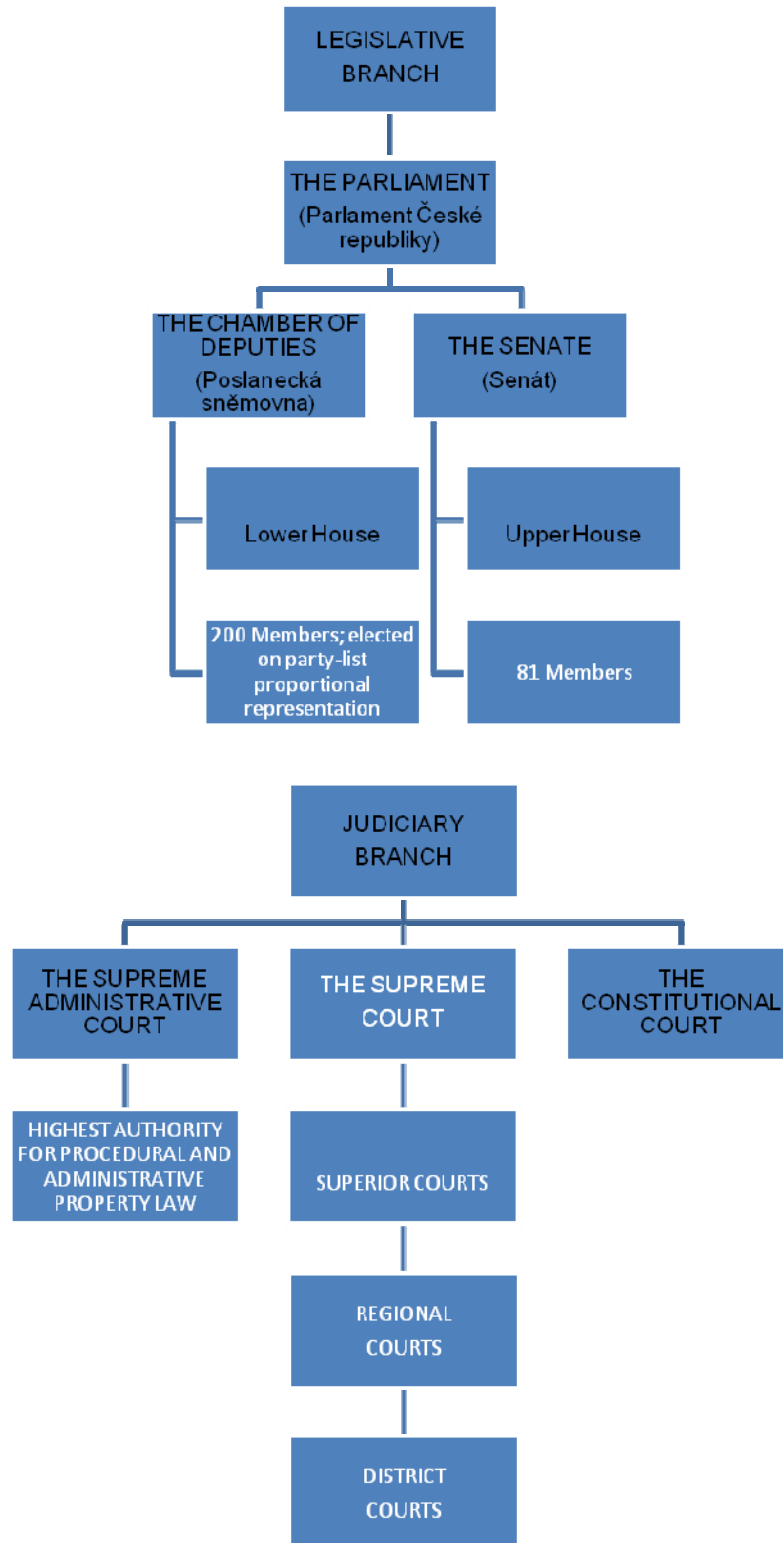 LEGISLATIVE
BRANCH
THE PARLIAMENT
(Parlament České
republiky)
THE CHAMBER OF
DEPUTIES
(Poslanecká
sněmovna)
THE SENATE
(Senát)
Lower House
Upper House
200 Members; elected
on party-list
proportional
representation
81 Members
JUDICIARY
BRANCH
THE SUPREME
ADMINISTRATIVE
COURT
THE SUPREME
COURT
THE
CONSTITUTIONAL
COURT
HIGHEST AUTHORITY
FOR PROCEDURAL AND
ADMINISTRATIVE
PROPERTY LAW
SUPERIOR COURTS
REGIONAL
COURTS
DISTRICT
COURTS